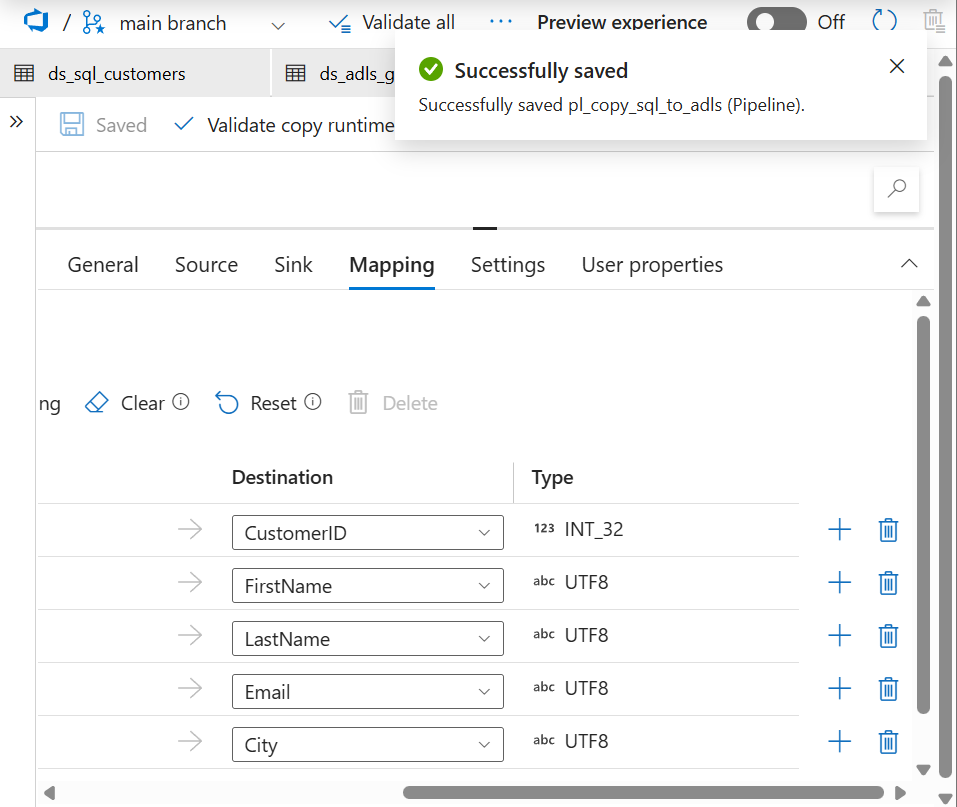 / main branch Validate all ... Preview experience Off
ds_sql_customers ds_adls_g
Successfully saved
Successfully saved pl_copy_sql_to_adls (Pipeline).
» Saved Validate copy runtime
General Source Sink Mapping Settings User properties
ng Clear Reset Delete
Destination Type
CustomerID 123 INT_32
FirstName abc UTF8
LastName abc UTF8
Email abc UTF8
City abc UTF8